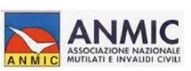 ANMIC
ANMIC
ASSOCIAZIONE NAZIONALE
MUTILATI E INVALIDI CIVILI